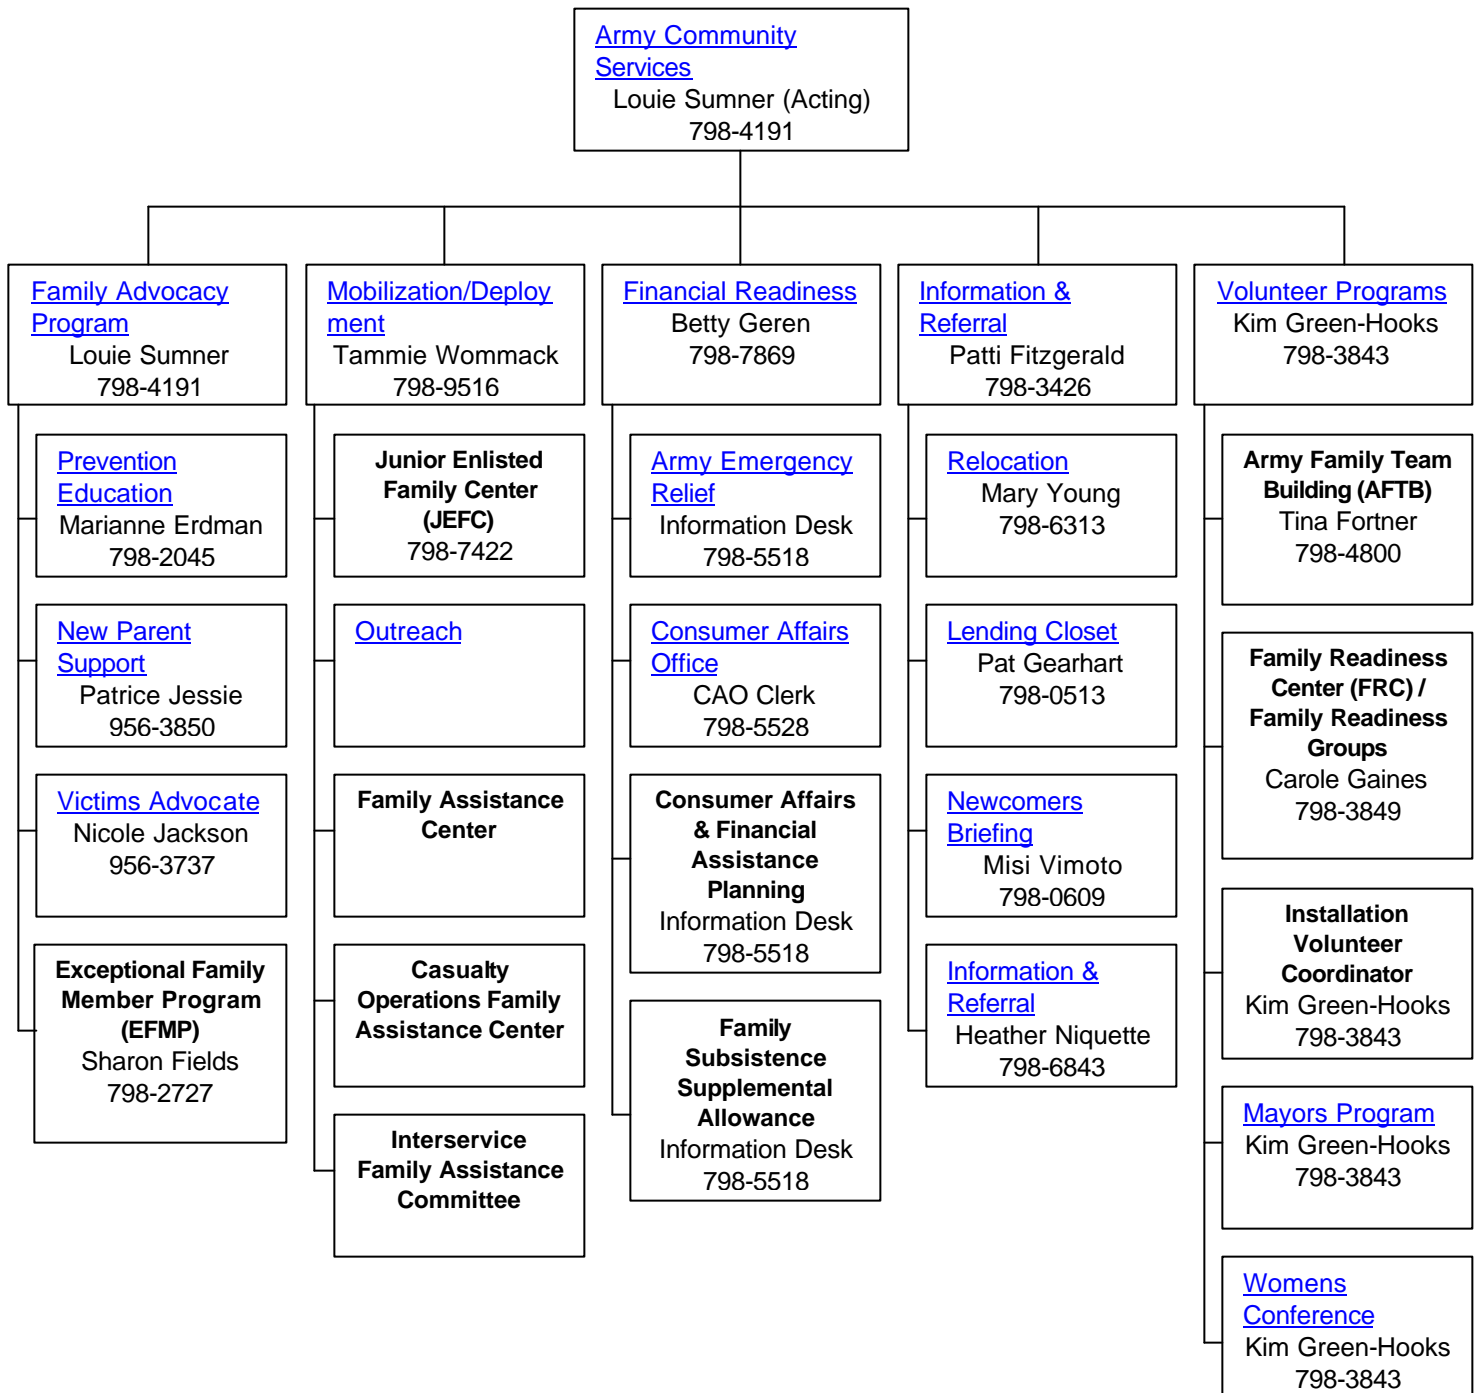 Army Community
Services
Louie Sumner (Acting)
798-4191
Family Advocacy
Program
Louie Sumner
798-4191
Prevention
Education
Marianne Erdman
798-2045
New Parent
Support
Patrice Jessie
956-3850
Victims Advocate
Nicole Jackson
956-3737
Exceptional Family
Member Program
(EFMP)
Sharon Fields
798-2727
Mobilization/Deploy
ment
Tammie Wommack
798-9516
Junior Enlisted
Family Center
(JEFC)
798-7422
Outreach
Family Assistance
Center
Casualty
Operations Family
Assistance Center
Interservice
Family Assistance
Committee
Financial Readiness
Betty Geren
798-7869
Army Emergency
Relief
Information Desk
798-5518
Consumer Affairs
Office
CAO Clerk
798-5528
Consumer Affairs
& Financial
Assistance
Planning
Information Desk
798-5518
Family
Subsistence
Supplemental
Allowance
Information Desk
798-5518
Information &
Referral
Patti Fitzgerald
798-3426
Relocation
Mary Young
798-6313
Lending Closet
Pat Gearhart
798-0513
Newcomers
Briefing
Misi Vimoto
798-0609
Information &
Referral
Heather Niquette
798-6843
Volunteer Programs
Kim Green-Hooks
798-3843
Army Family Team
Building (AFTB)
Tina Fortner
798-4800
Family Readiness
Center (FRC) /
Family Readiness
Groups
Carole Gaines
798-3849
Installation
Volunteer
Coordinator
Kim Green-Hooks
798-3843
Mayors Program
Kim Green-Hooks
798-3843
Womens
Conference
Kim Green-Hooks
798-3843